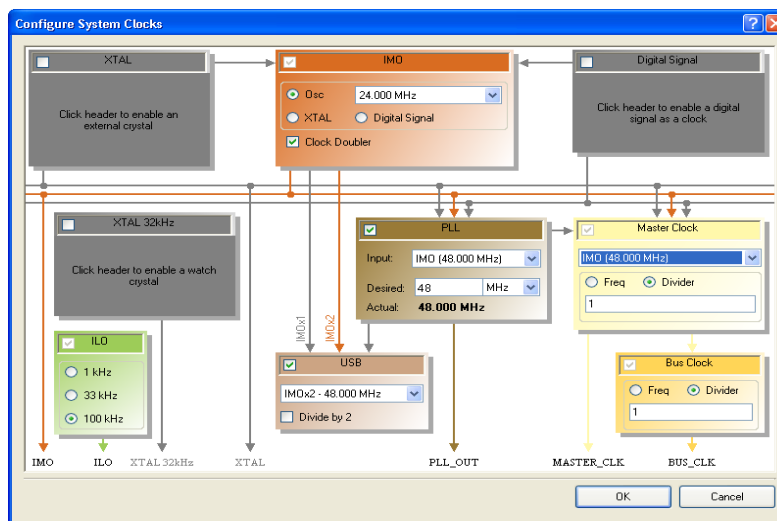 Configure System Clocks
XTAL
Click header to enable an
external crystal
IMO
Osc
24.000 MHz
XTAL
Digital Signal
Clock Doubler
Digital Signal
Click header to enable a digital
signal as a clock
XTAL 32kHz
Click header to enable a watch
crystal
PLL
Input:
IMO (48.000 MHz)
Desired:
48
MHz
Actual:
48.000 MHz
Master Clock
IMO (48.000 MHz)
Freq
Divider
1
IMOx1
IMOx2
ILO
1 kHz
33 kHz
100 kHz
USB
IMOx2 - 48.000 MHz
Divide by 2
Bus Clock
Freq
Divider
1
IMO
ILO
XTAL 32kHz
XTAL
PLL_OUT
MASTER_CLK
BUS_CLK
OK
Cancel